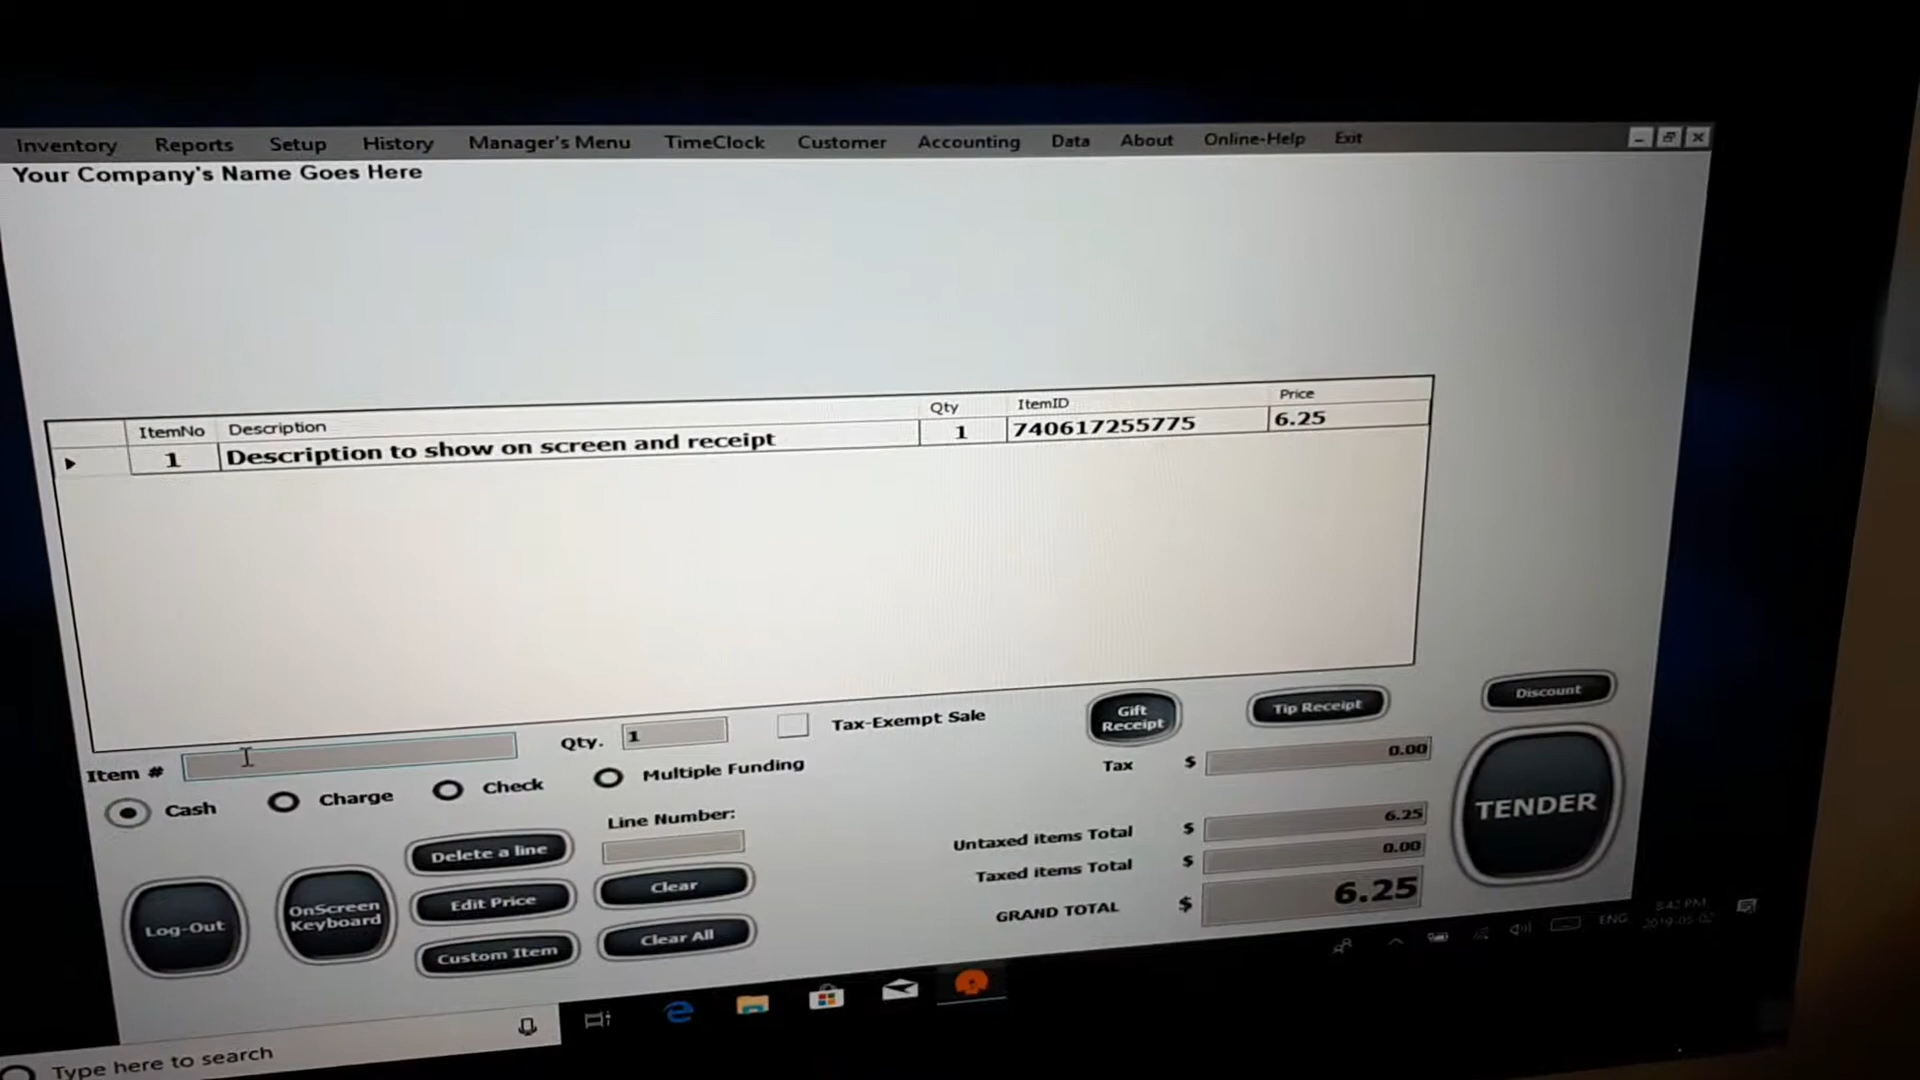 Inventory Reports Setup History Manager's Menu TimeClock Customer Accounting Data About Online-Help Exit
Your Company's Name Goes Here
ItemNo Description Qty ItemID Price
1 Description to show on screen and receipt 1 740617255775 6.25
Item # Qty. 1 Tax-Exempt Sale Gift Receipt Tip Receipt Discount
Cash Charge Check Multiple Funding Tax $ 0.00
Line Number:
TENDER
Untaxed items Total $ 6.25
Taxed items Total $ 0.00
GRAND TOTAL $ 6.25
Log-Out OnScreen Keyboard Delete a line
Edit Price Clear
Custom Item Clear All
ENG 8:42 PM
Type here to search